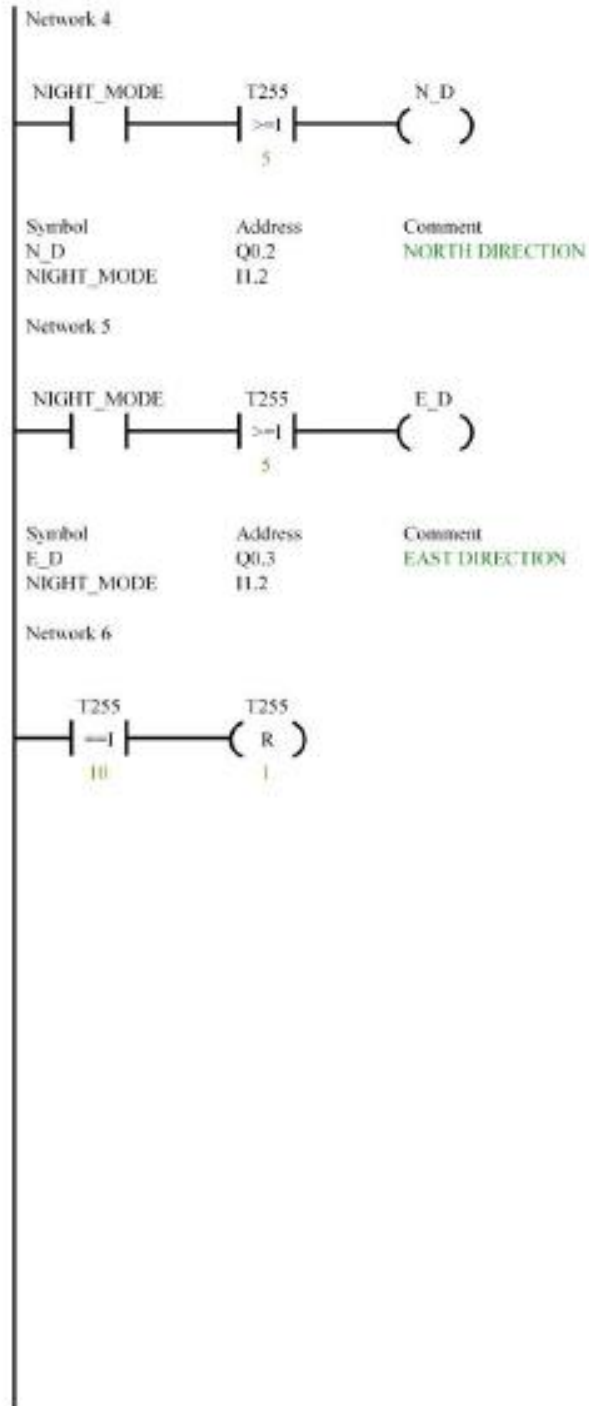 Network 4
NIGHT_MODE T255 N_D
>=I
5
Symbol Address Comment
N_D Q0.2 NORTH DIRECTION
NIGHT_MODE I1.2
Network 5
NIGHT_MODE T255 E_D
>=I
5
Symbol Address Comment
E_D Q0.3 EAST DIRECTION
NIGHT_MODE I1.2
Network 6
T255 T255
==I R
10 1